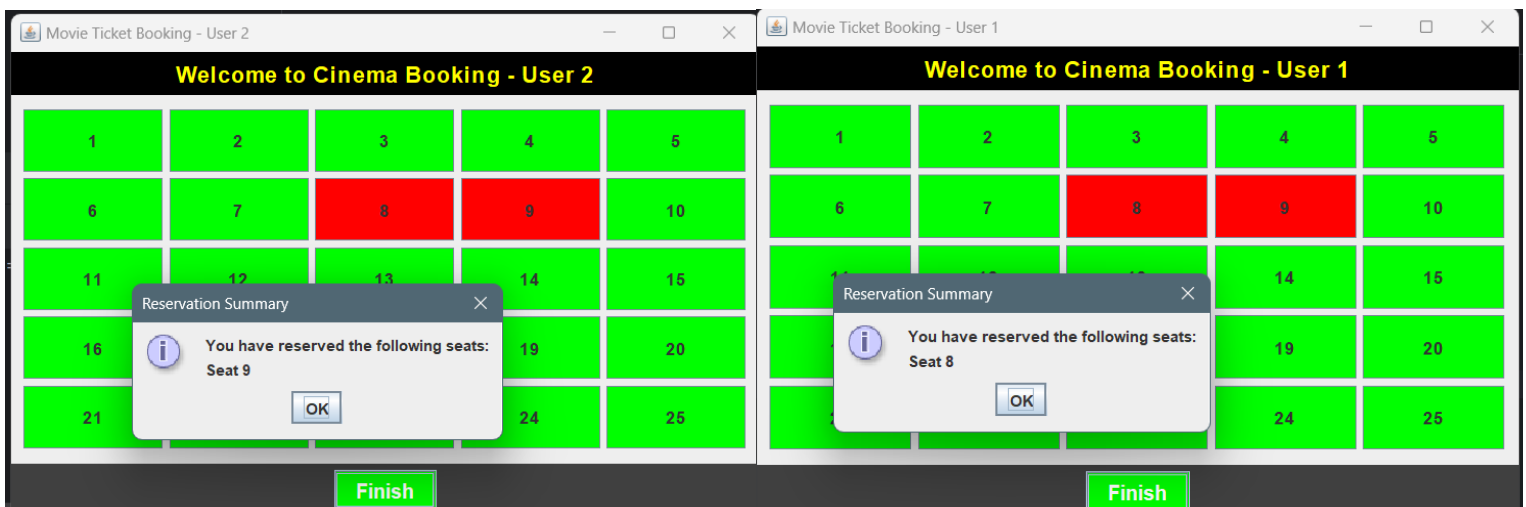 Movie Ticket Booking - User 2
Welcome to Cinema Booking - User 2
1 2 3 4 5
6 7 8 9 10
11 12 13 14 15
16 19 20
21 24 25
Reservation Summary
You have reserved the following seats:
Seat 9
OK
Finish
Movie Ticket Booking - User 1
Welcome to Cinema Booking - User 1
1 2 3 4 5
6 7 8 9 10
14 15
19 20
24 25
Reservation Summary
You have reserved the following seats:
Seat 8
OK
Finish